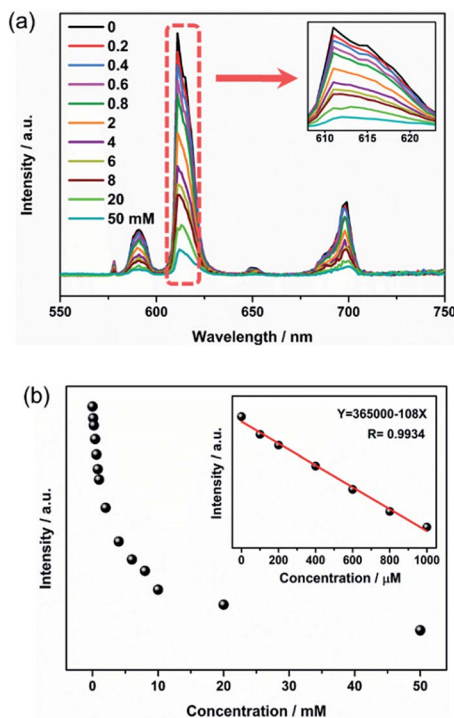 (a)
0
0.2
0.4
0.6
0.8
2
4
6
8
20
50 mM
610 615 620
Intensity / a.u.
550 600 650 700 750
Wavelength / nm
(b)
Y=365000-108X
R= 0.9934
Intensity / a.u.
0 200 400 600 800 1000
Concentration / μM
Intensity / a.u.
0 10 20 30 40 50
Concentration / mM